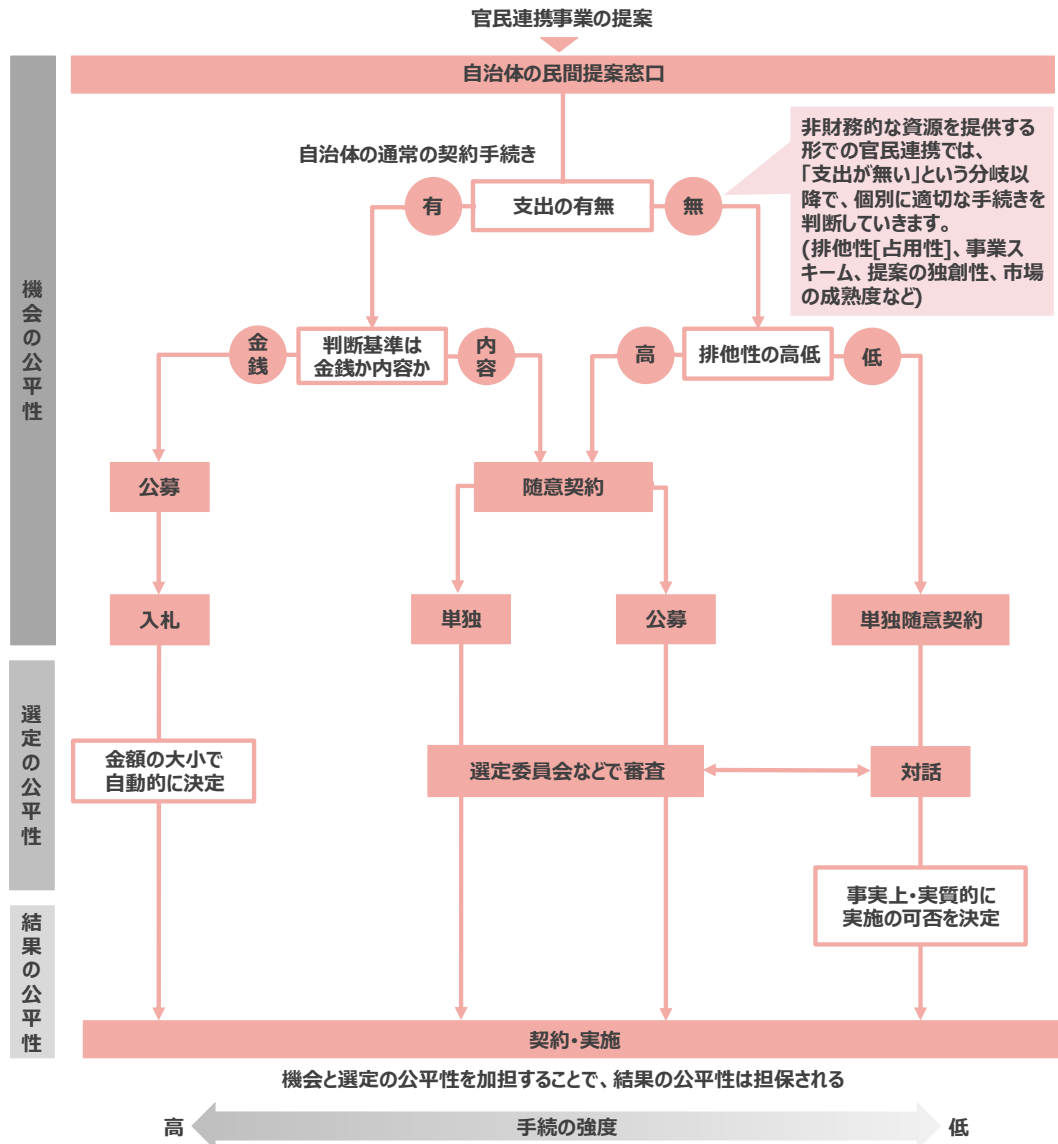 官民連携事業の提案
自治体の民間提案窓口
自治体の通常の契約手続き
有
支出の有無
無
非財務的な資源を提供する
形での官民連携では、
「支出が無い」という分岐以
降で、個別に適切な手続きを
判断していきます。
(排他性[占用性]、事業ス
キーム、提案の独創性、市場
の成熟度など)
機会の公平性
金銭
判断基準は
金銭か内容か
内容
高
排他性の高低
低
公募
随意契約
入札
単独
公募
単独随意契約
選定の公平性
金額の大小で
自動的に決定
選定委員会などで審査
対話
事実上・実質的に
実施の可否を決定
結果の公平性
契約・実施
機会と選定の公平性を加担することで、結果の公平性は担保される
高
手続の強度
低